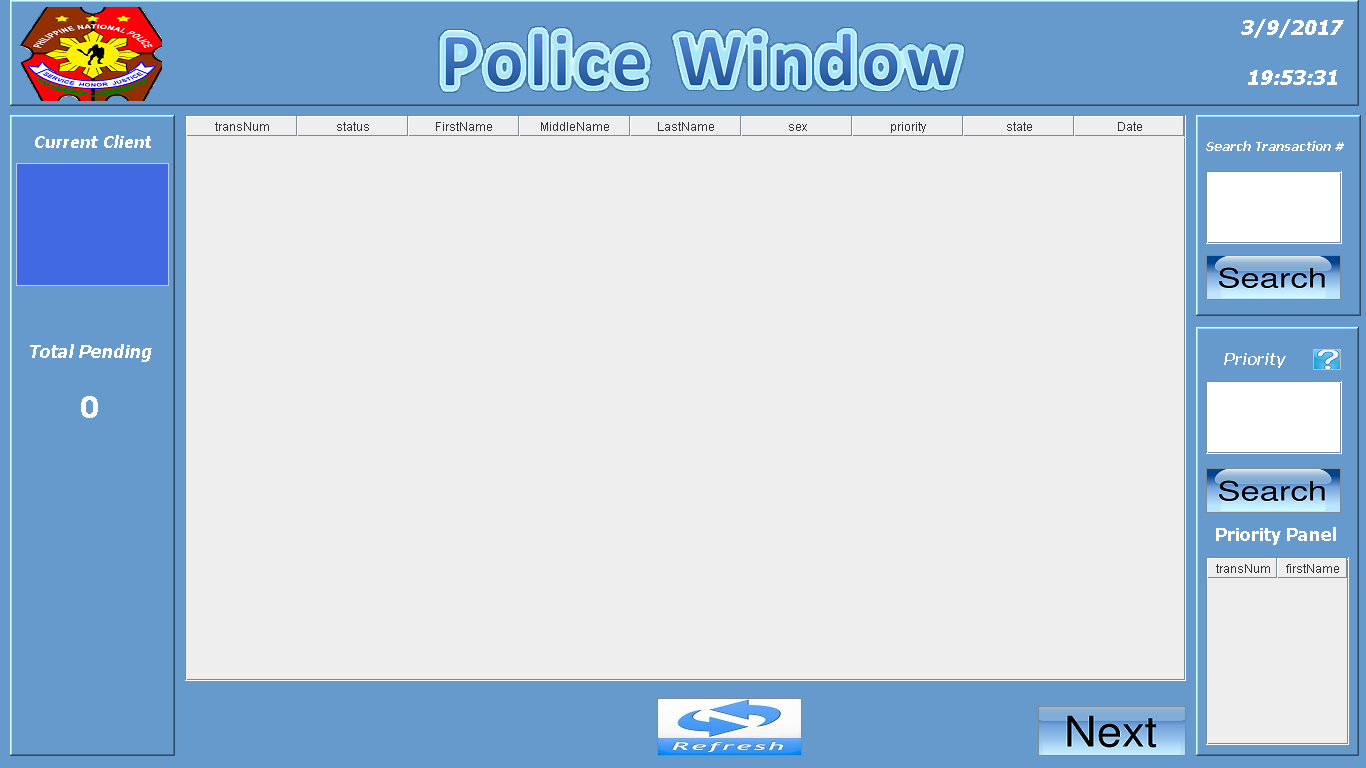 PHILIPPINE NATIONAL POLICE
SERVICE HONOR JUSTICE
Police Window
3/9/2017
19:53:31
Current Client
Total Pending
0
transNum status FirstName MiddleName LastName sex priority state Date
Refresh
Next
Search Transaction #
Search
Priority ?
Search
Priority Panel
transNum firstName